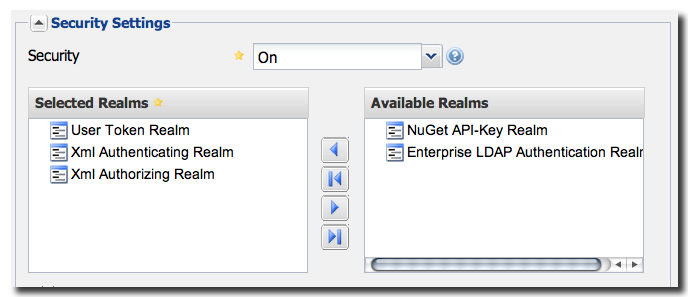 Security Settings
Security
On
Selected Realms
Available Realms
User Token Realm
Xml Authenticating Realm
Xml Authorizing Realm
NuGet API-Key Realm
Enterprise LDAP Authentication Realm